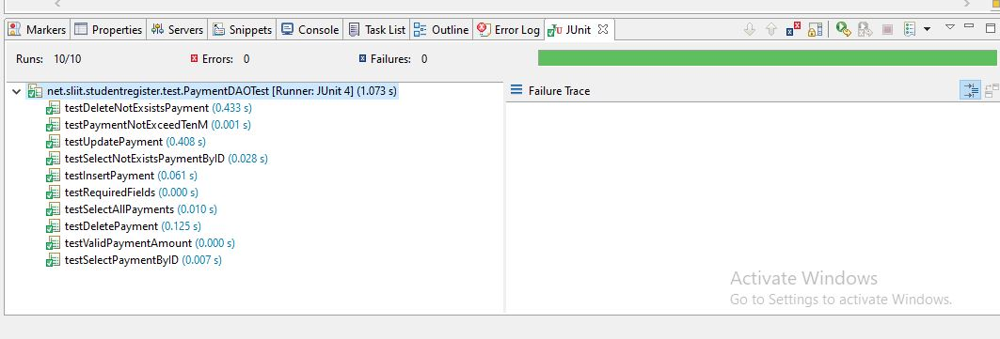 Markers Properties Servers Snippets Console Task List Outline Error Log JUnit
Runs: 10/10 Errors: 0 Failures: 0
net.sliit.studentregister.test.PaymentDAOTest [Runner: JUnit 4] (1.073 s)
testDeleteNotExsistsPayment (0.433 s)
testPaymentNotExceedTenM (0.001 s)
testUpdatePayment (0.408 s)
testSelectNotExistsPaymentByID (0.028 s)
testInsertPayment (0.061 s)
testRequiredFields (0.000 s)
testSelectAllPayments (0.010 s)
testDeletePayment (0.125 s)
testValidPaymentAmount (0.000 s)
testSelectPaymentByID (0.007 s)
Failure Trace
Activate Windows
Go to Settings to activate Windows.